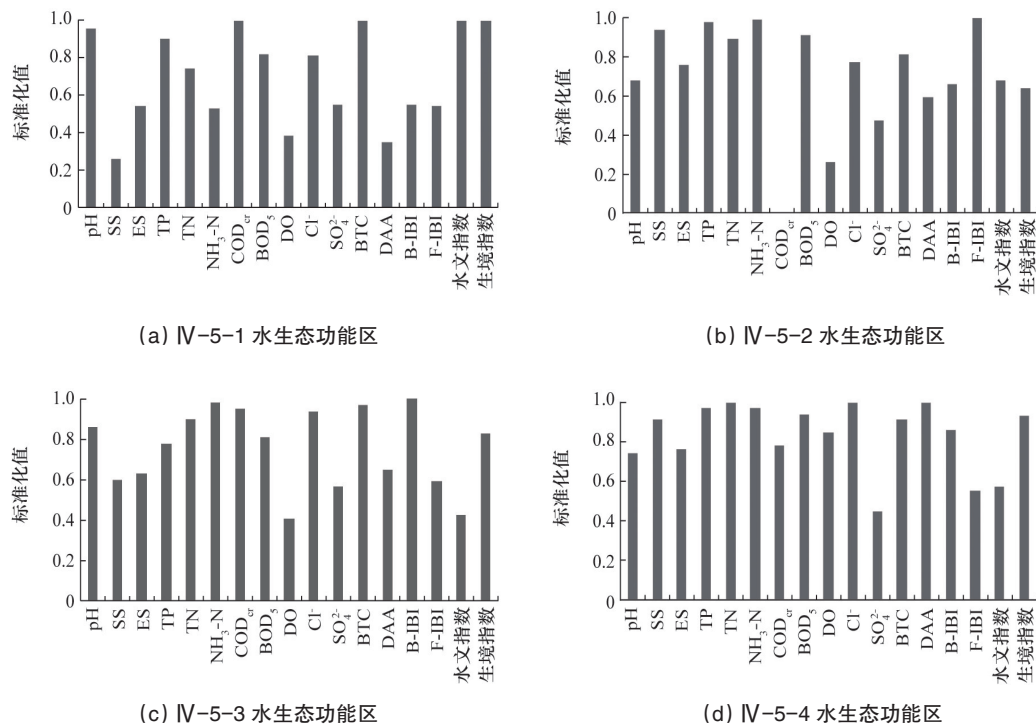 标准化值
1.0
0.8
0.6
0.4
0.2
0
pH
SS
ES
TP
TN
NH₃-N
COD_cr
BOD₅
DO
Cl⁻
SO₄²⁻
BTC
DAA
B-IBI
F-IBI
水文指数
生境指数
(a) Ⅳ-5-1 水生态功能区
标准化值
1.0
0.8
0.6
0.4
0.2
0
pH
SS
ES
TP
TN
NH₃-N
COD_cr
BOD₅
DO
Cl⁻
SO₄²⁻
BTC
DAA
B-IBI
F-IBI
水文指数
生境指数
(b) Ⅳ-5-2 水生态功能区
标准化值
1.0
0.8
0.6
0.4
0.2
0
pH
SS
ES
TP
TN
NH₃-N
COD_cr
BOD₅
DO
Cl⁻
SO₄²⁻
BTC
DAA
B-IBI
F-IBI
水文指数
生境指数
(c) Ⅳ-5-3 水生态功能区
标准化值
1.0
0.8
0.6
0.4
0.2
0
pH
SS
ES
TP
TN
NH₃-N
COD_cr
BOD₅
DO
Cl⁻
SO₄²⁻
BTC
DAA
B-IBI
F-IBI
水文指数
生境指数
(d) Ⅳ-5-4 水生态功能区